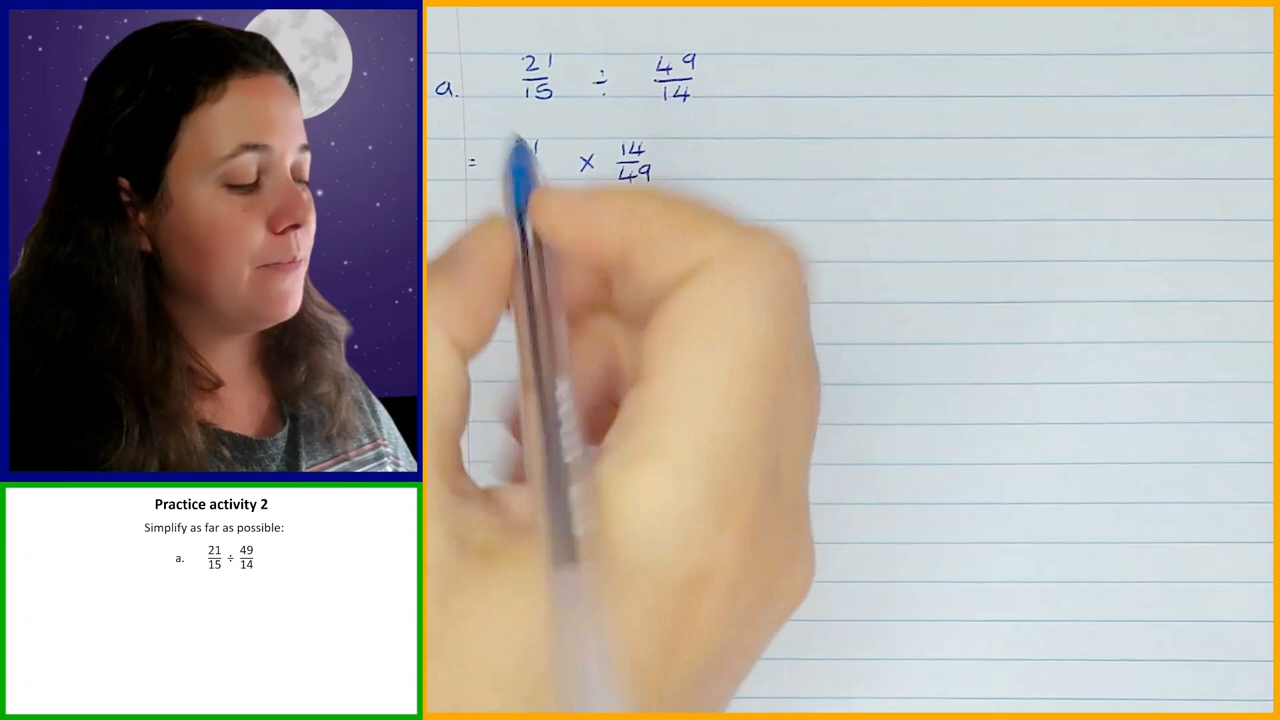 a. 21/15 ÷ 49/14
= × 14/49
Practice activity 2
Simplify as far as possible:
a. 21/15 ÷ 49/14